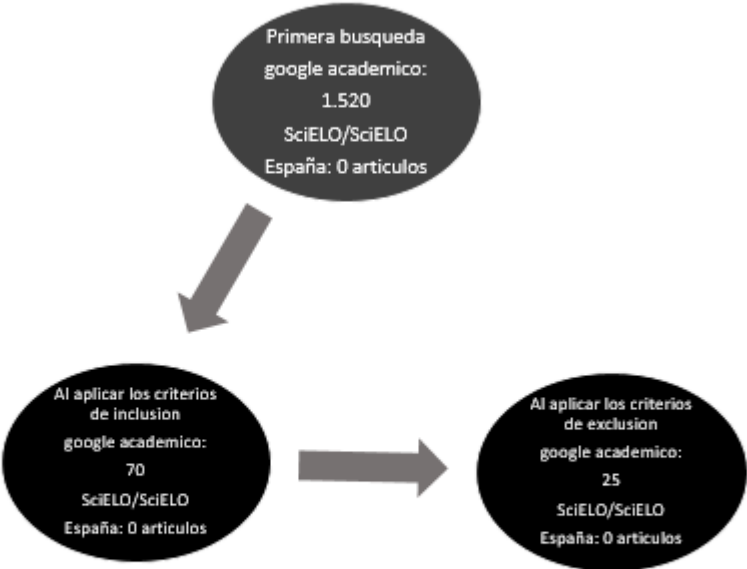 Primera busqueda
google academico:
1.520
SciELO/SciELO
España: 0 articulos
Al aplicar los criterios
de inclusion
google academico:
70
SciELO/SciELO
España: 0 articulos
Al aplicar los criterios
de exclusion
google academico:
25
SciELO/SciELO
España: 0 articulos